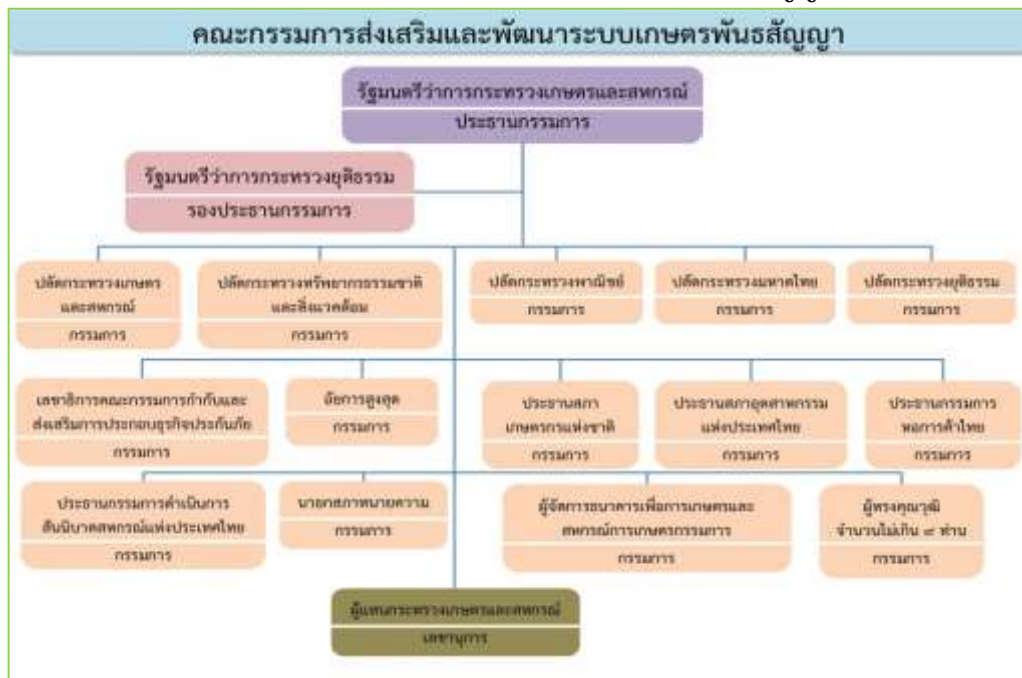 คณะกรรมการส่งเสริมและพัฒนาระบบเกษตรพันธสัญญา
รัฐมนตรีว่าการกระทรวงเกษตรและสหกรณ์
ประธานกรรมการ
รัฐมนตรีว่าการกระทรวงยุติธรรม
รองประธานกรรมการ
ปลัดกระทรวงเกษตร
และสหกรณ์
กรรมการ
ปลัดกระทรวงทรัพยากรธรรมชาติ
และสิ่งแวดล้อม
กรรมการ
ปลัดกระทรวงพาณิชย์
กรรมการ
ปลัดกระทรวงมหาดไทย
กรรมการ
ปลัดกระทรวงยุติธรรม
กรรมการ
เลขาธิการคณะกรรมการกำกับและ
ส่งเสริมการประกอบธุรกิจประกันภัย
กรรมการ
อัยการสูงสุด
กรรมการ
ประธานสภา
เกษตรกรแห่งชาติ
กรรมการ
ประธานสภาอุตสาหกรรม
แห่งประเทศไทย
กรรมการ
ประธานกรรมการ
หอการค้าไทย
กรรมการ
ประธานกรรมการดำเนินการ
สันนิบาตสหกรณ์แห่งประเทศไทย
กรรมการ
นายกสภาทนายความ
กรรมการ
ผู้จัดการธนาคารเพื่อการเกษตรและ
สหกรณ์การเกษตรกรรมการ
กรรมการ
ผู้ทรงคุณวุฒิ
จำนวนไม่เกิน ๙ ท่าน
กรรมการ
ผู้แทนกระทรวงเกษตรและสหกรณ์
เลขานุการ